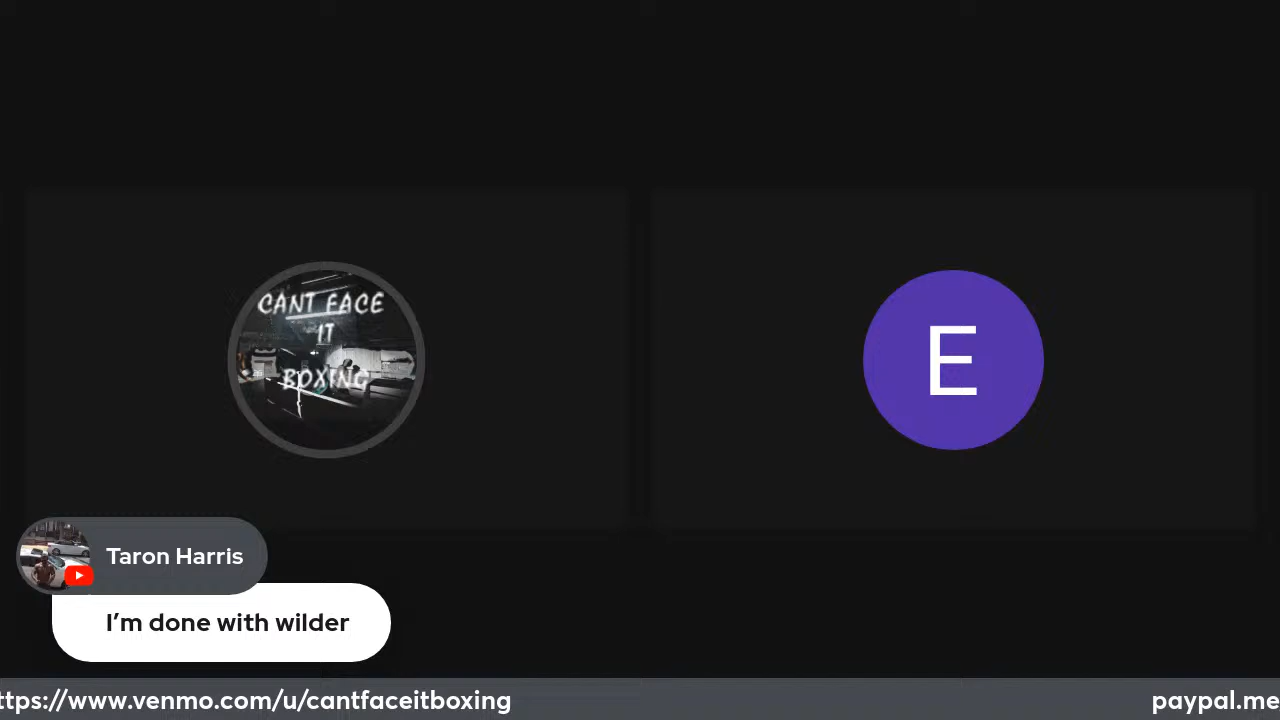 CANT FACE
IT
BOXING
E
Taron Harris
I’m done with wilder
ttps://www.venmo.com/u/cantfaceitboxing
paypal.me